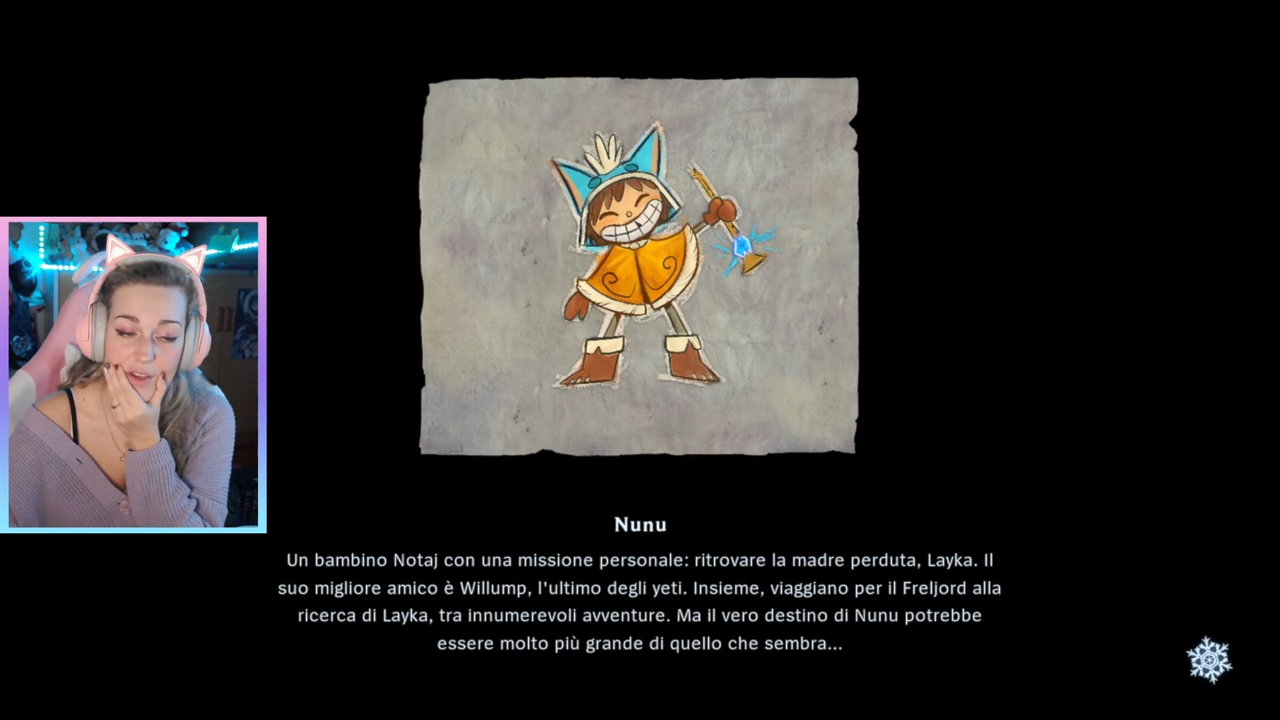 Nunu
Un bambino Notaj con una missione personale: ritrovare la madre perduta, Layka. Il
suo migliore amico è Willump, l'ultimo degli yeti. Insieme, viaggiano per il Freljord alla
ricerca di Layka, tra innumerevoli avventure. Ma il vero destino di Nunu potrebbe
essere molto più grande di quello che sembra...